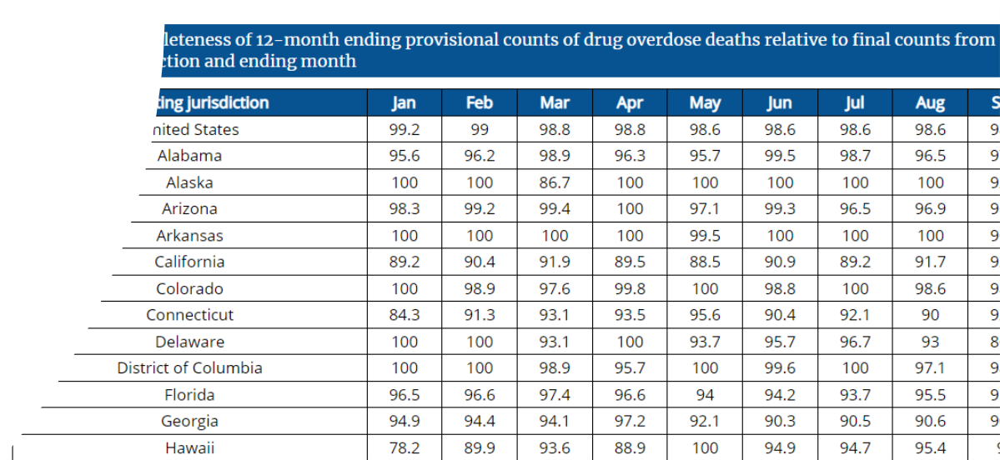 leteness of 12-month ending provisional counts of drug overdose deaths relative to final counts from
ction and ending month
ting jurisdiction Jan Feb Mar Apr May Jun Jul Aug S
nited States 99.2 99 98.8 98.8 98.6 98.6 98.6 98.6 9
Alabama 95.6 96.2 98.9 96.3 95.7 99.5 98.7 96.5 9
Alaska 100 100 86.7 100 100 100 100 100 9
Arizona 98.3 99.2 99.4 100 97.1 99.3 96.5 96.9 9
Arkansas 100 100 100 100 99.5 100 100 100 9
California 89.2 90.4 91.9 89.5 88.5 90.9 89.2 91.7 9
Colorado 100 98.9 97.6 99.8 100 98.8 100 98.6 9
Connecticut 84.3 91.3 93.1 93.5 95.6 90.4 92.1 90 9
Delaware 100 100 93.1 100 93.7 95.7 96.7 93 8
District of Columbia 100 100 98.9 95.7 100 99.6 100 97.1 9
Florida 96.5 96.6 97.4 96.6 94 94.2 93.7 95.5 9
Georgia 94.9 94.4 94.1 97.2 92.1 90.3 90.5 90.6 9
Hawaii 78.2 89.9 93.6 88.9 100 94.9 94.7 95.4